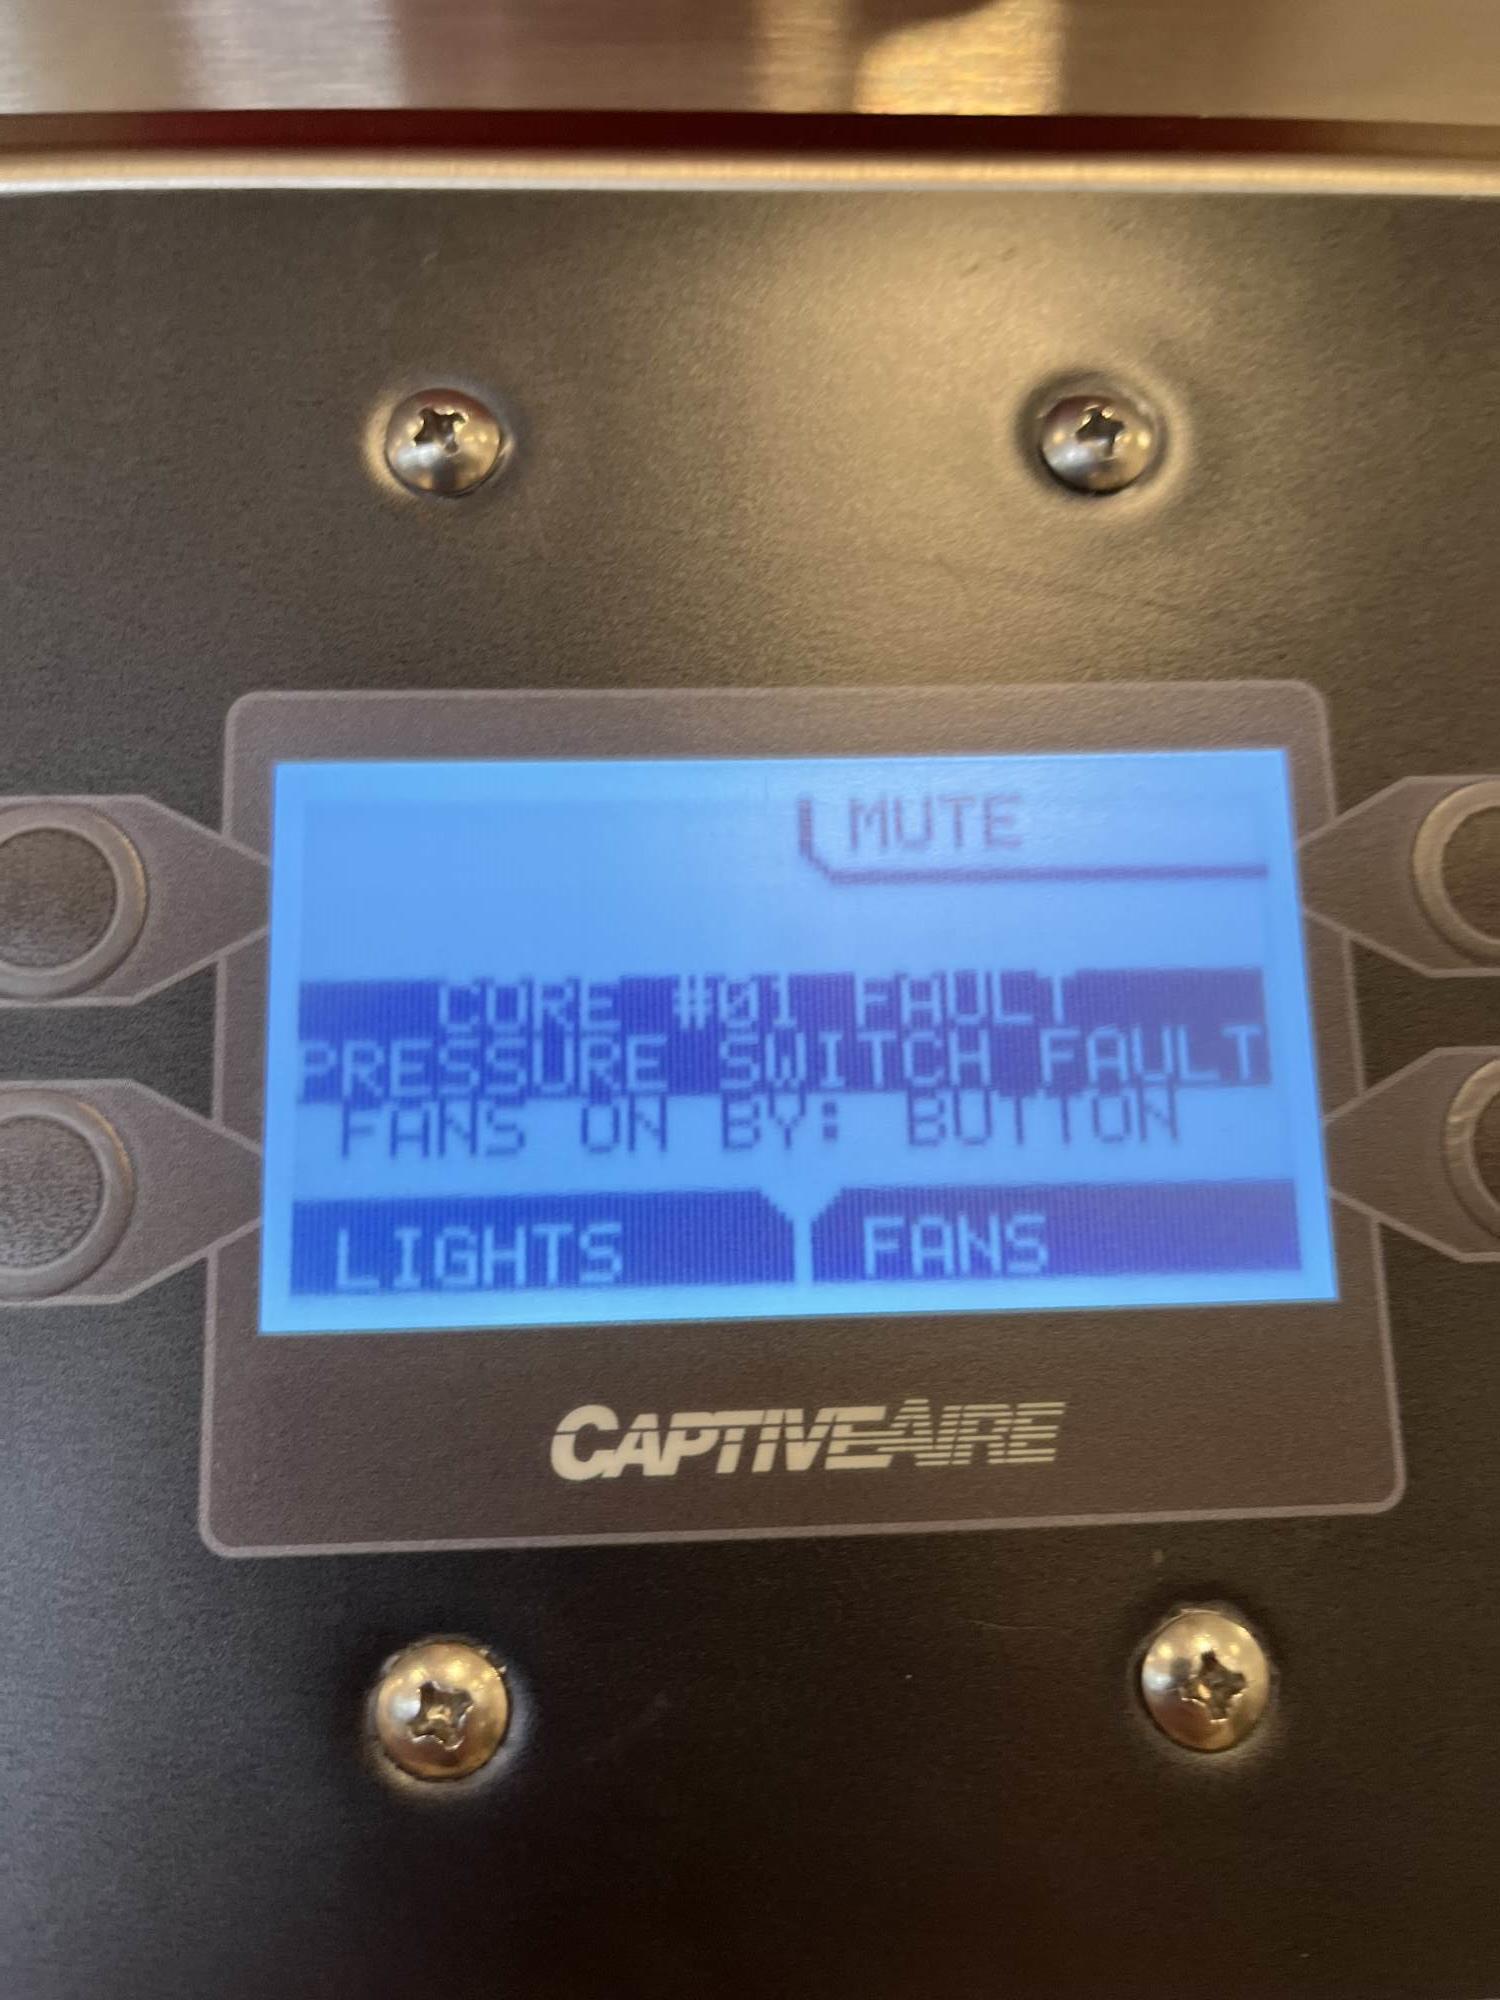 MUTE
CORE #01 FAULT
PRESSURE SWITCH FAULT
FANS ON BY: BUTTON
LIGHTS FANS
CAPTIVEAIRE